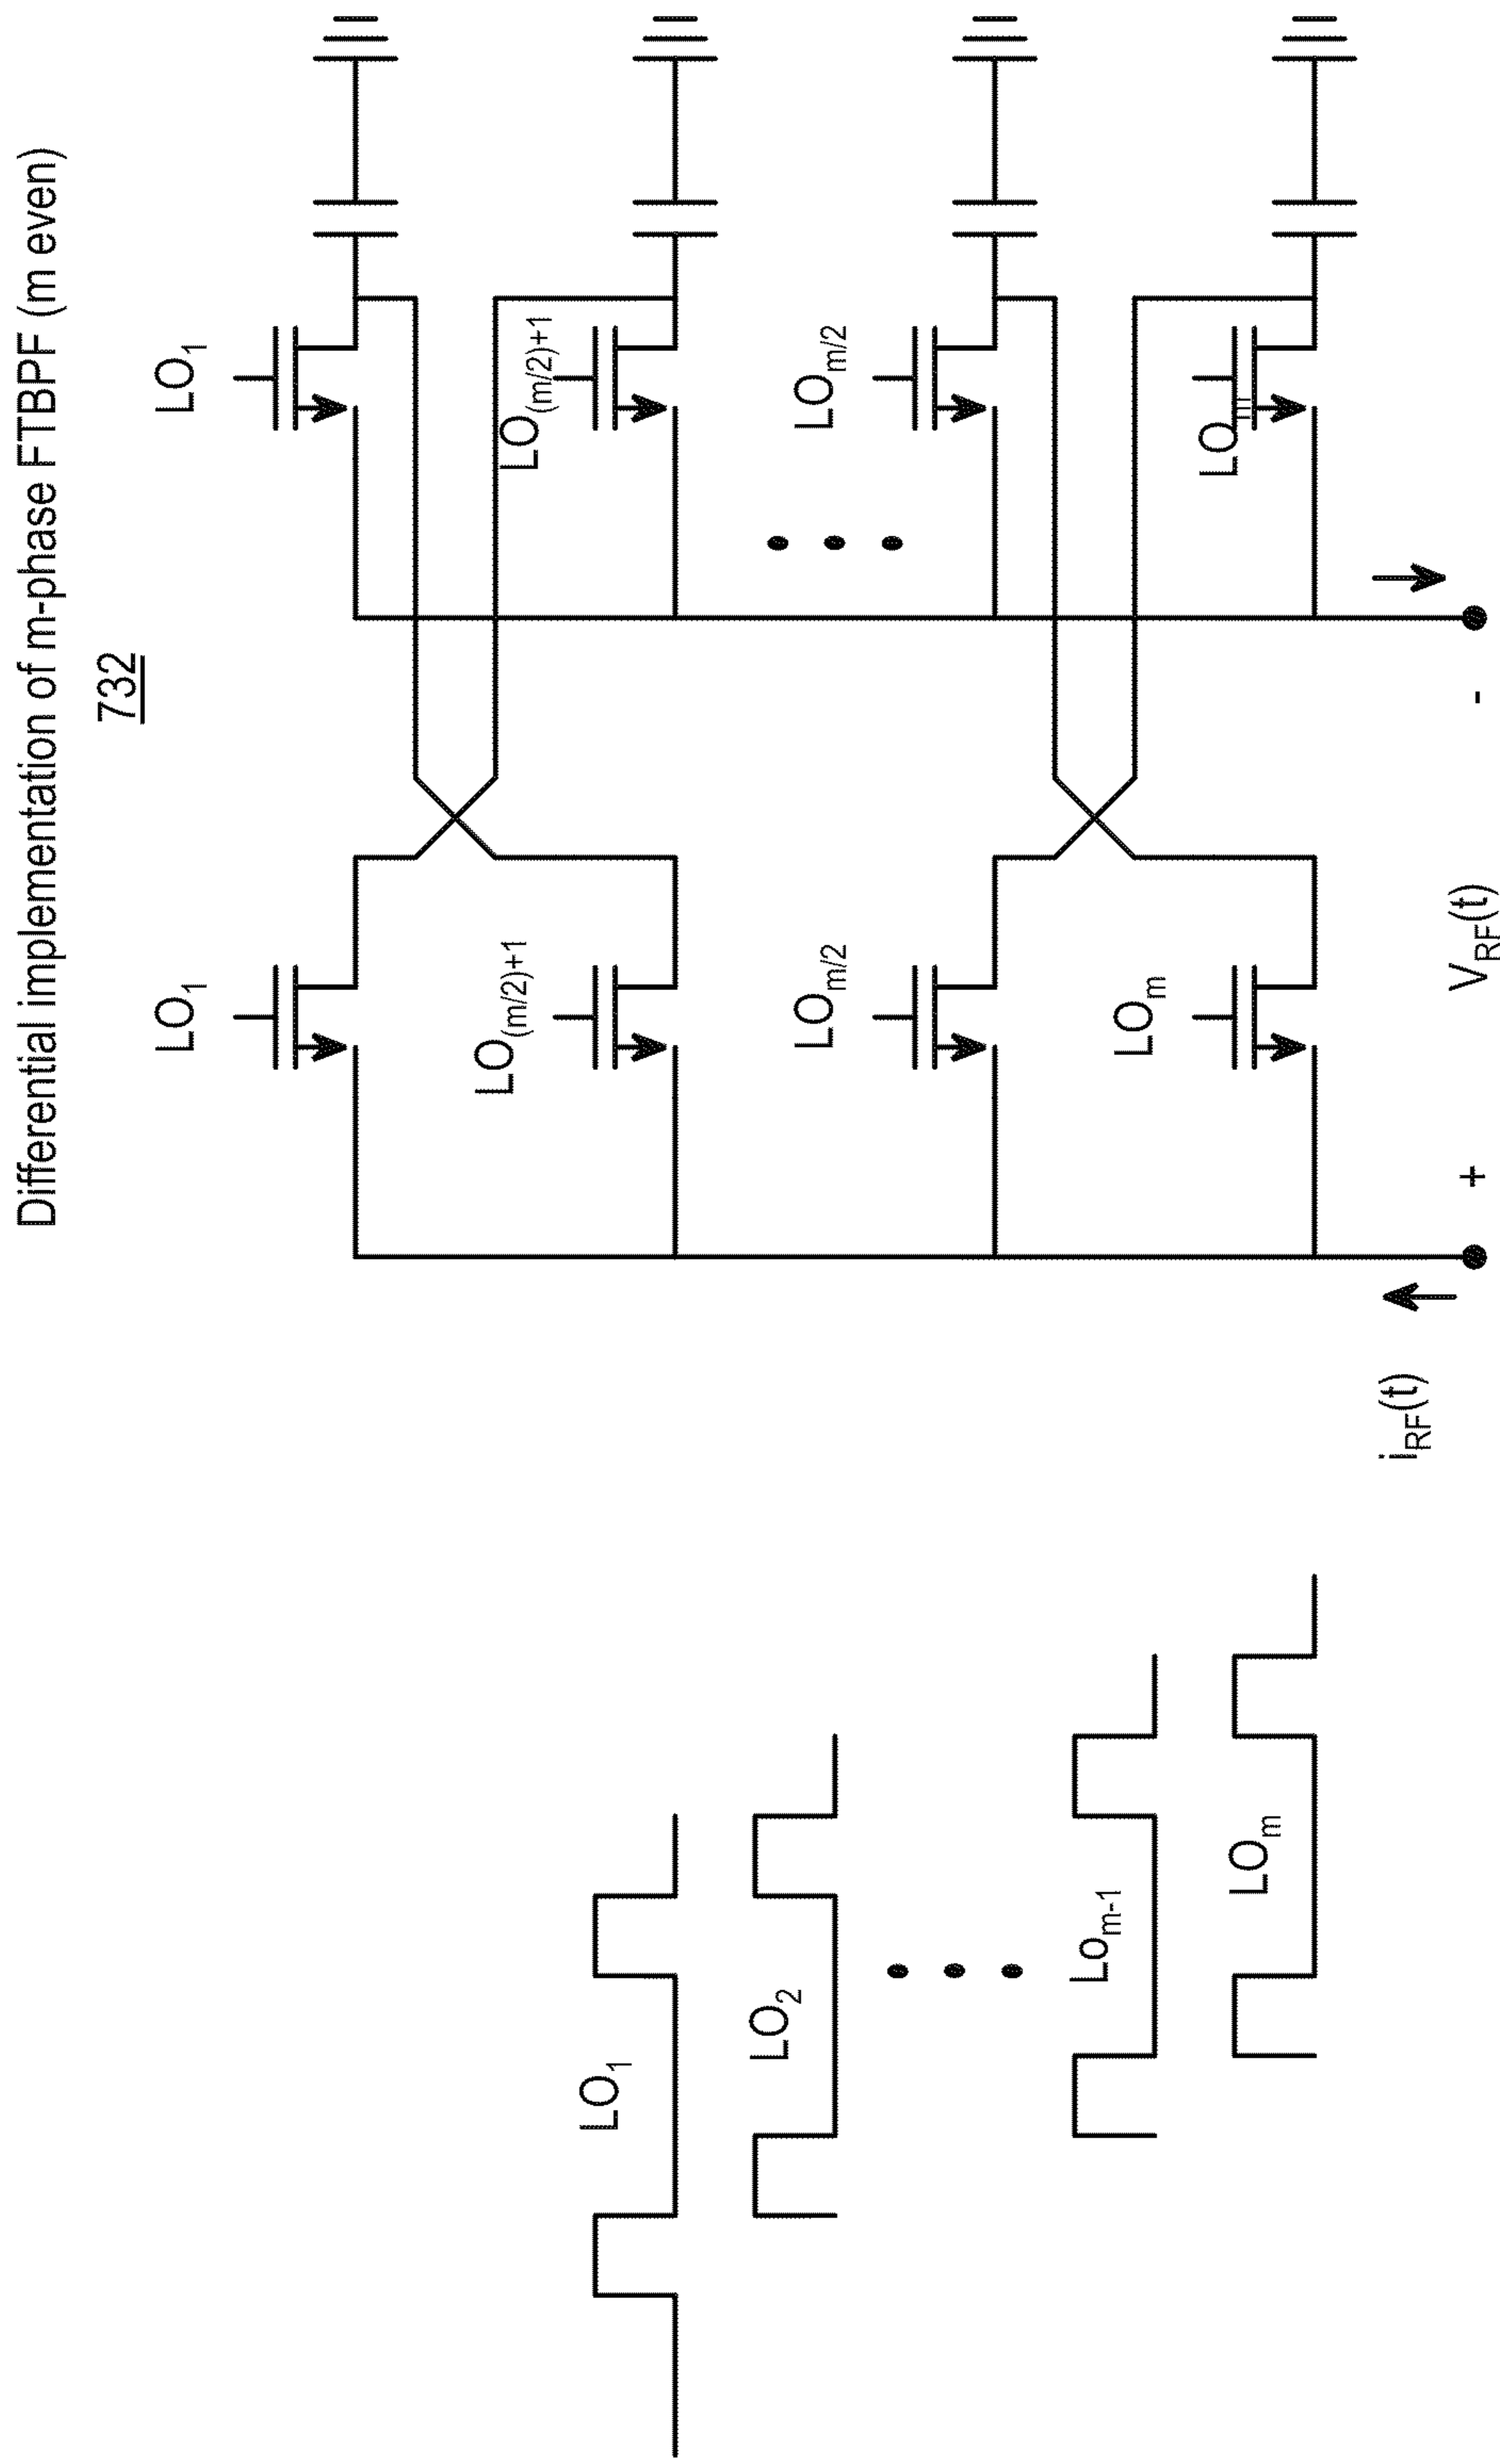 Differential implementation of m-phase FTBPF (m even)
732
LO1
LO(m/2)+1
LOm/2
LOm
LO1
LO(m/2)+1
LOm/2
LOm
iRF(t)
+
VRF(t)
-
LO1
LO2
Lom-1
LOm